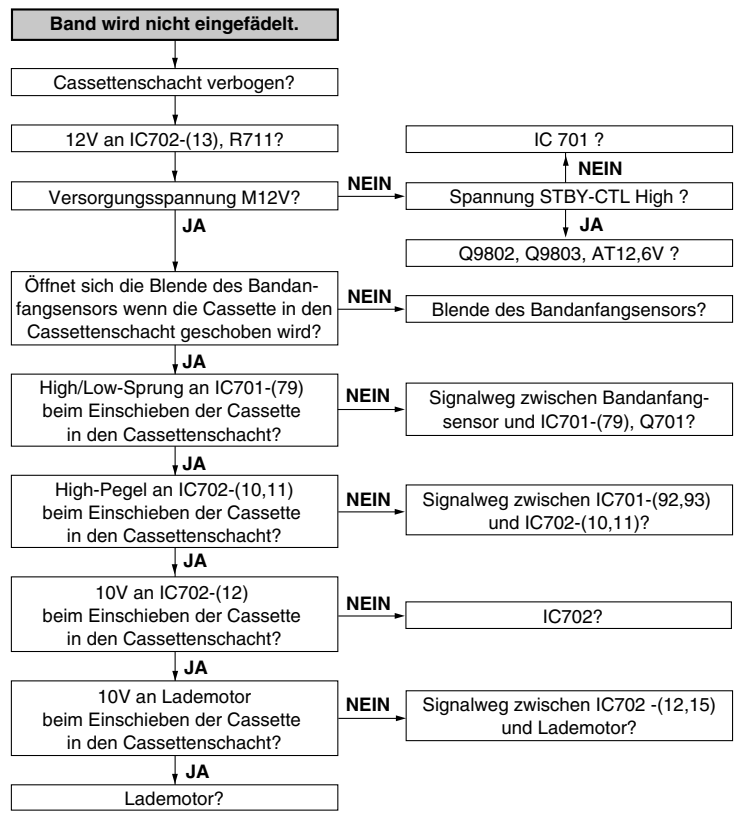 Band wird nicht eingefädelt.
Cassettenschacht verbogen?
12V an IC702-(13), R711?
IC 701 ?
NEIN
Versorgungsspannung M12V?
NEIN
Spannung STBY-CTL High ?
JA
JA
Q9802, Q9803, AT12,6V ?
Öffnet sich die Blende des Bandan-
fangsensors wenn die Cassette in den
Cassettenschacht geschoben wird?
NEIN
Blende des Bandanfangsensors?
JA
High/Low-Sprung an IC701-(79)
beim Einschieben der Cassette
in den Cassettenschacht?
NEIN
Signalweg zwischen Bandanfang-
sensor und IC701-(79), Q701?
JA
High-Pegel an IC702-(10,11)
beim Einschieben der Cassette
in den Cassettenschacht?
NEIN
Signalweg zwischen IC701-(92,93)
und IC702-(10,11)?
JA
10V an IC702-(12)
beim Einschieben der Cassette
in den Cassettenschacht?
NEIN
IC702?
JA
10V an Lademotor
beim Einschieben der Cassette
in den Cassettenschacht?
NEIN
Signalweg zwischen IC702 -(12,15)
und Lademotor?
JA
Lademotor?